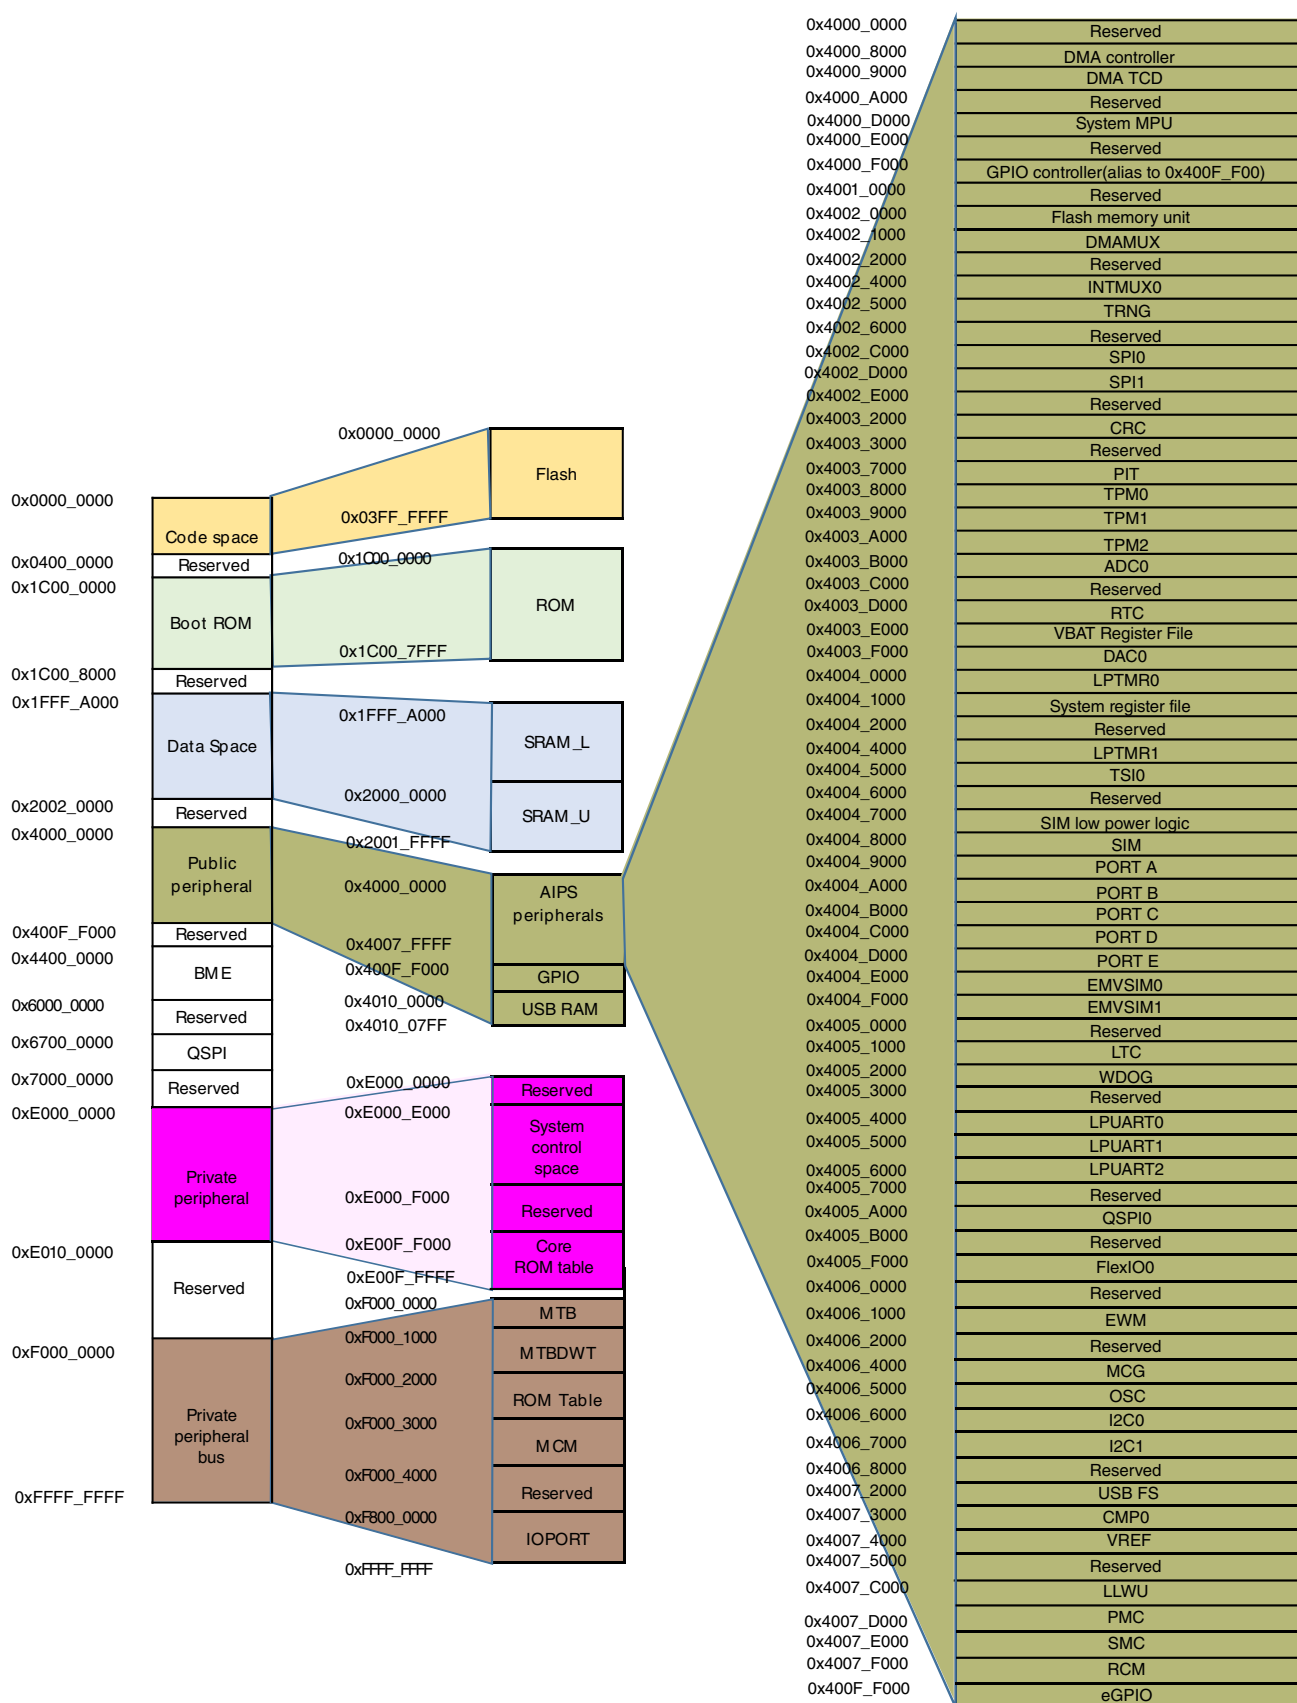 0x0000_0000
Code space
0x0400_0000
Reserved
0x1C00_0000
Boot ROM
0x1C00_8000
Reserved
0x1FFF_A000
Data Space
0x2002_0000
Reserved
0x4000_0000
Public
peripheral
0x400F_F000
Reserved
0x4400_0000
BME
0x6000_0000
Reserved
0x6700_0000
QSPI
0x7000_0000
Reserved
0xE000_0000
Private
peripheral
0xE010_0000
Reserved
0xF000_0000
Private
peripheral
bus
0xFFFF_FFFF
0x0000_0000
Flash
0x03FF_FFFF
0x1C00_0000
ROM
0x1C00_7FFF
0x1FFF_A000
SRAM_L
0x2000_0000
SRAM_U
0x2001_FFFF
0x4000_0000
AIPS
peripherals
0x4007_FFFF
0x400F_F000
GPIO
0x4010_0000
USB RAM
0x4010_07FF
0xE000_0000
Reserved
0xE000_E000
System
control
space
0xE000_F000
Reserved
0xE00F_F000
Core
ROM table
0xE00F_FFFF
0xF000_0000
MTB
0xF000_1000
MTBDWT
0xF000_2000
ROM Table
0xF000_3000
MCM
0xF000_4000
Reserved
0xF800_0000
IOPORT
0xFFFF_FFFF
0x4000_0000
Reserved
0x4000_8000
DMA controller
0x4000_9000
DMA TCD
0x4000_A000
Reserved
0x4000_D000
System MPU
0x4000_E000
Reserved
0x4000_F000
GPIO controller(alias to 0x400F_F00)
0x4001_0000
Reserved
0x4002_0000
Flash memory unit
0x4002_1000
DMAMUX
0x4002_2000
Reserved
0x4002_4000
INTMUX0
0x4002_5000
TRNG
0x4002_6000
Reserved
0x4002_C000
SPI0
0x4002_D000
SPI1
0x4002_E000
Reserved
0x4003_2000
CRC
0x4003_3000
Reserved
0x4003_7000
PIT
0x4003_8000
TPM0
0x4003_9000
TPM1
0x4003_A000
TPM2
0x4003_B000
ADC0
0x4003_C000
Reserved
0x4003_D000
RTC
0x4003_E000
VBAT Register File
0x4003_F000
DAC0
0x4004_0000
LPTMR0
0x4004_1000
System register file
0x4004_2000
Reserved
0x4004_4000
LPTMR1
0x4004_5000
TSI0
0x4004_6000
Reserved
0x4004_7000
SIM low power logic
0x4004_8000
SIM
0x4004_9000
PORT A
0x4004_A000
PORT B
0x4004_B000
PORT C
0x4004_C000
PORT D
0x4004_D000
PORT E
0x4004_E000
EMVSIM0
0x4004_F000
EMVSIM1
0x4005_0000
Reserved
0x4005_1000
LTC
0x4005_2000
WDOG
0x4005_3000
Reserved
0x4005_4000
LPUART0
0x4005_5000
LPUART1
0x4005_6000
LPUART2
0x4005_7000
Reserved
0x4005_A000
QSPI0
0x4005_B000
Reserved
0x4005_F000
FlexIO0
0x4006_0000
Reserved
0x4006_1000
EWM
0x4006_2000
Reserved
0x4006_4000
MCG
0x4006_5000
OSC
0x4006_6000
I2C0
0x4006_7000
I2C1
0x4006_8000
Reserved
0x4007_2000
USB FS
0x4007_3000
CMP0
0x4007_4000
VREF
0x4007_5000
Reserved
0x4007_C000
LLWU
0x4007_D000
PMC
0x4007_E000
SMC
0x4007_F000
RCM
0x400F_F000
eGPIO